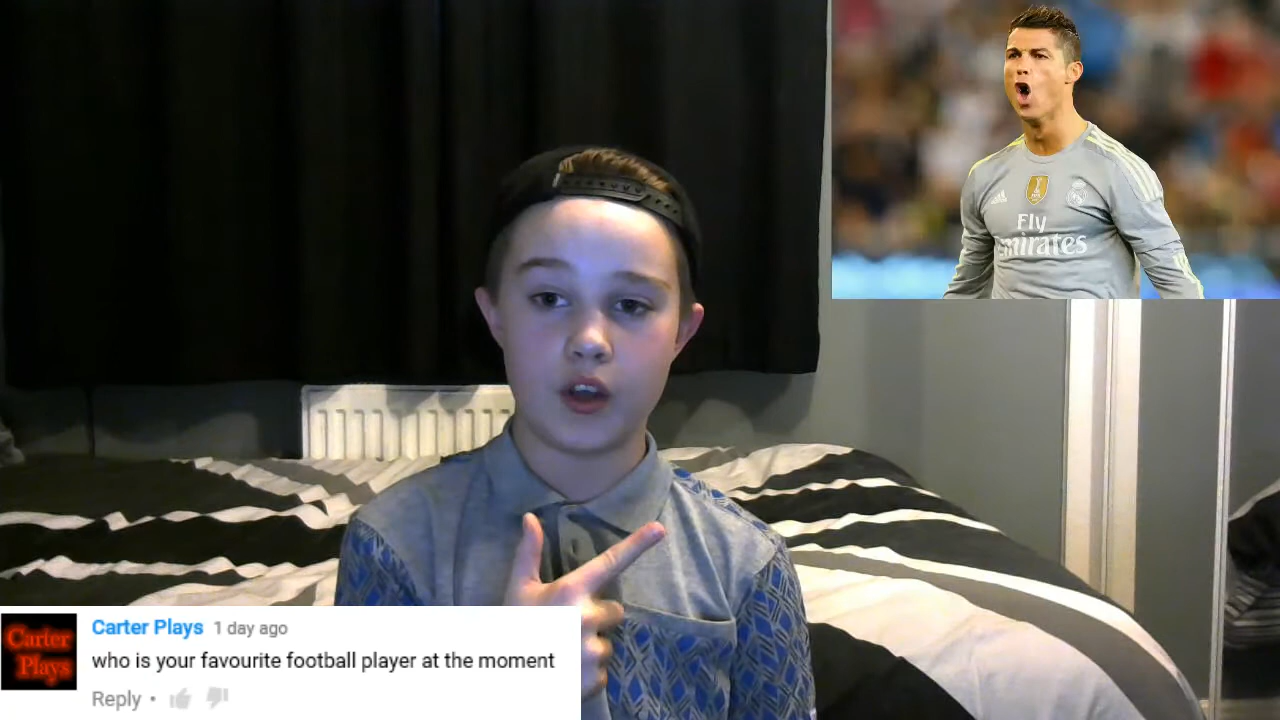 Fly
Emirates
Carter
Plays
Carter Plays 1 day ago
who is your favourite football player at the moment
Reply •